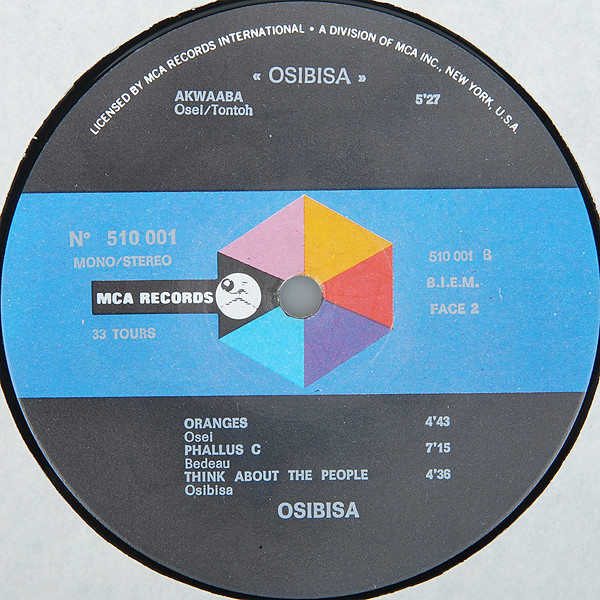 LICENSED BY MCA RECORDS INTERNATIONAL • A DIVISION OF MCA INC., NEW YORK, U.S.A.
« OSIBISA »
AKWAABA 5'27
Osei/Tontoh
N° 510 001
MONO/STEREO
MCA RECORDS
33 TOURS
510 001 B
B.I.E.M.
FACE 2
ORANGES 4'43
Osei
PHALLUS C 7'15
Bedeau
THINK ABOUT THE PEOPLE 4'36
Osibisa
OSIBISA